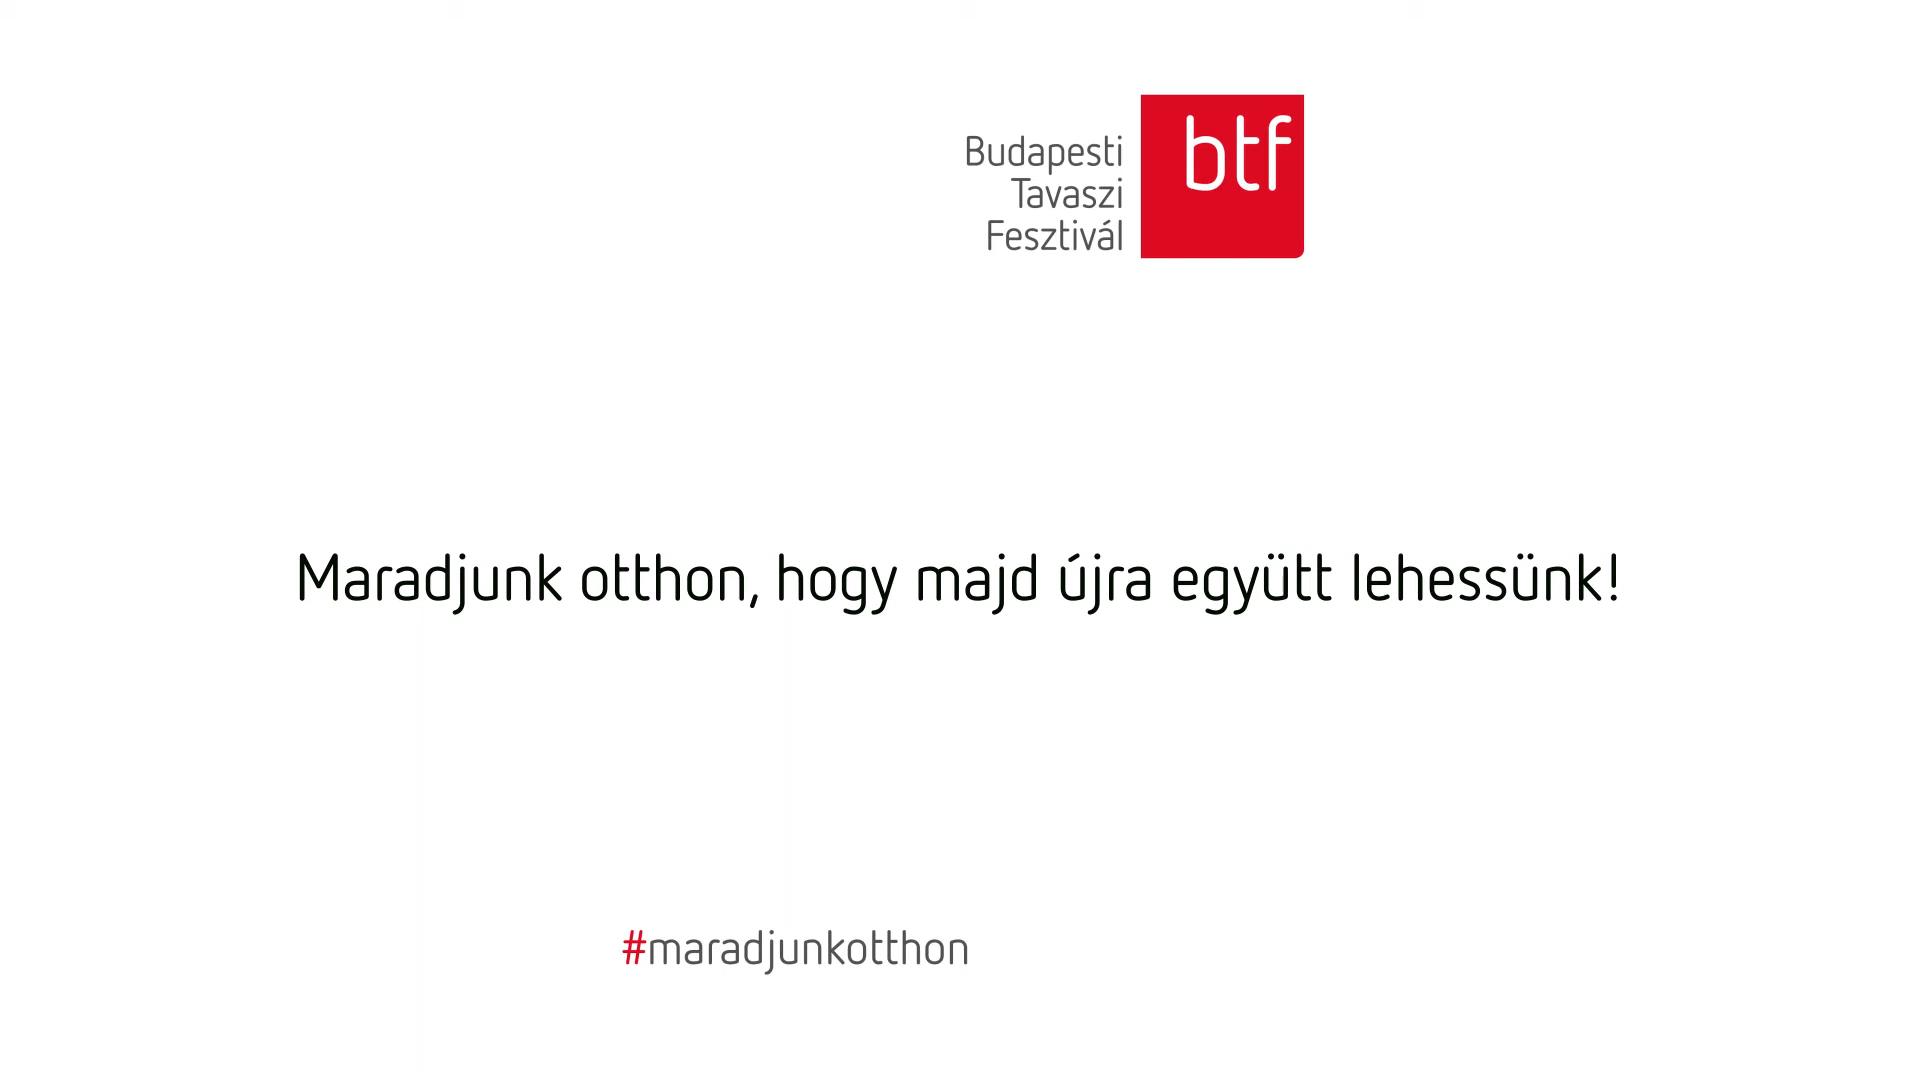 Budapesti
Tavaszi
Fesztivál
btf
Maradjunk otthon, hogy majd újra együtt lehessünk!
#maradjunkotthon